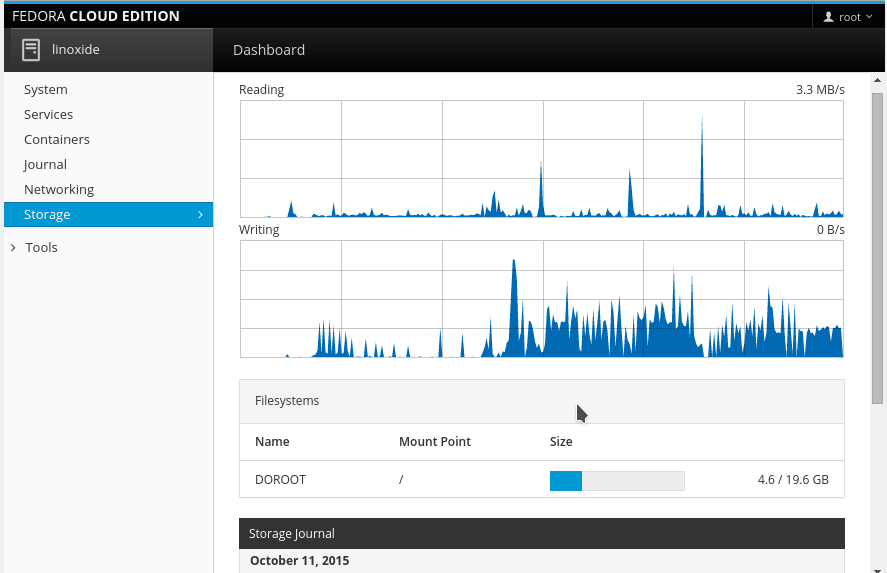 FEDORA CLOUD EDITION
root
linoxide
Dashboard
System
Services
Containers
Journal
Networking
Storage
Tools
Reading 3.3 MB/s
Writing 0 B/s
Filesystems
Name Mount Point Size
DOROOT / 4.6 / 19.6 GB
Storage Journal
October 11, 2015